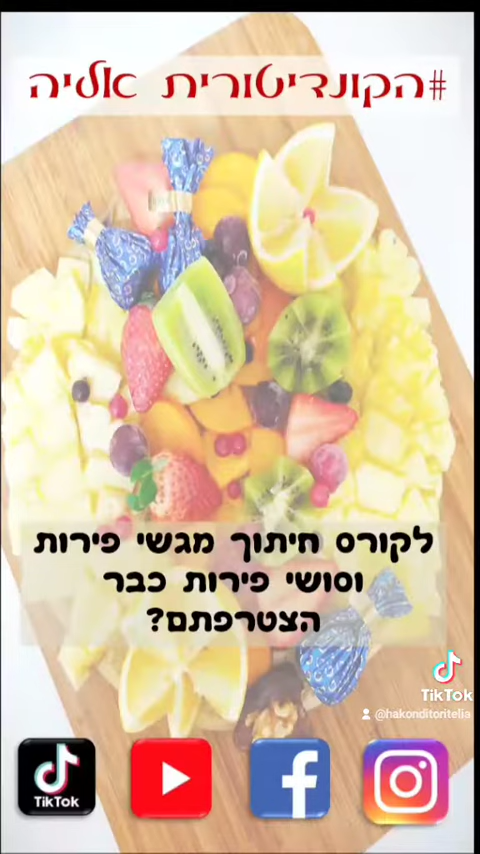 #הקונדיטורית אליה
לקורס חיתוך מגשי פירות
וסושי פירות כבר
הצטרפתם?
TikTok
@hakonditoritelia
TikTok